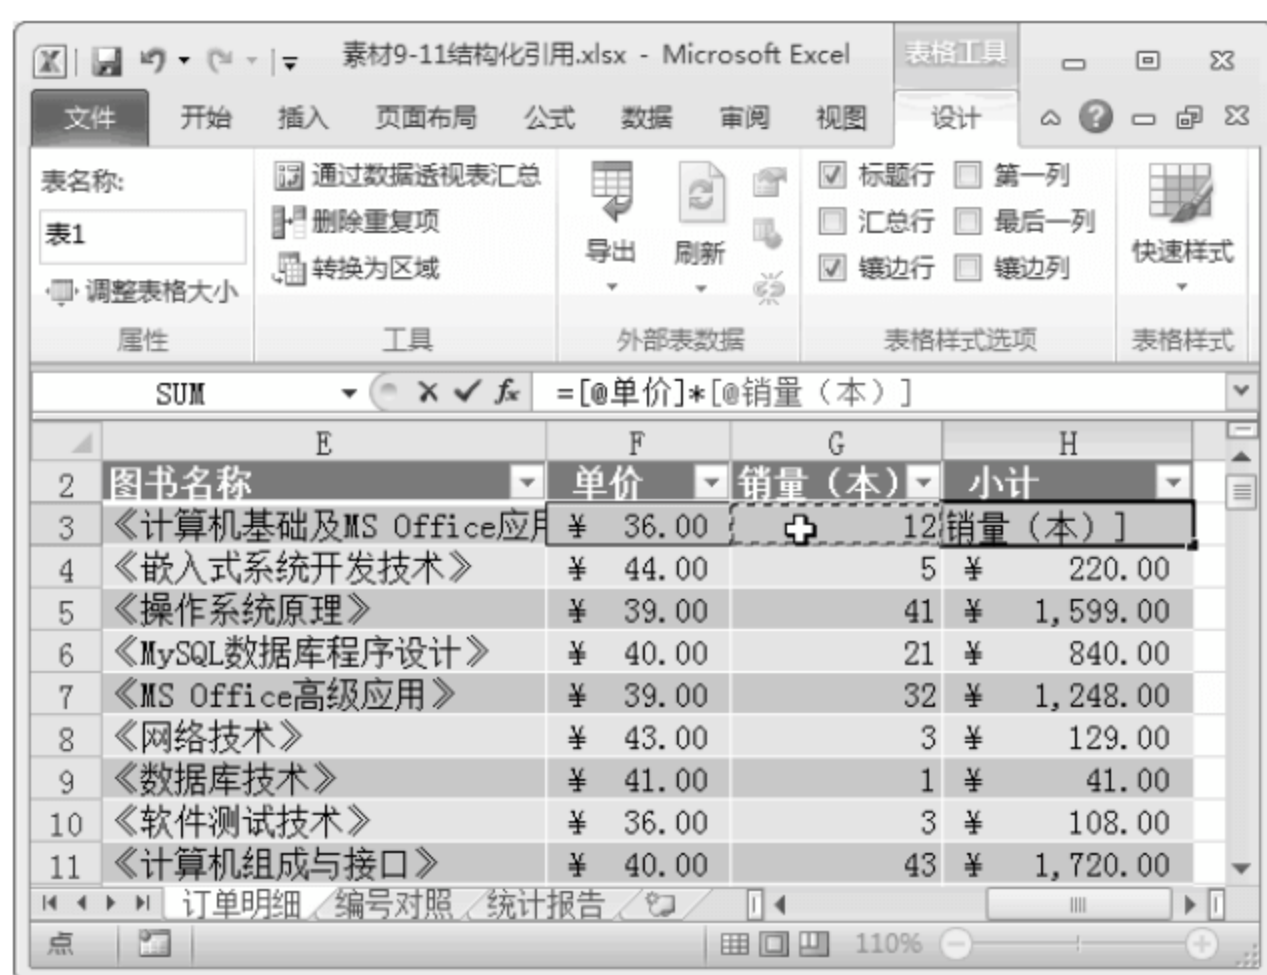 素材9-11结构化引用.xlsx - Microsoft Excel 表格工具
文件 开始 插入 页面布局 公式 数据 审阅 视图 设计
表名称:
表1
调整表格大小
属性
通过数据透视表汇总
删除重复项
转换为区域
工具
导出 刷新
外部表数据
标题行 第一列
汇总行 最后一列
镶边行 镶边列
表格样式选项
快速样式
表格样式
SUM fx =[@单价]*[@销量（本）]
E F G H
2 图书名称 单价 销量（本） 小计
3 《计算机基础及MS Office应用 ¥ 36.00 12 销量（本）]
4 《嵌入式系统开发技术》 ¥ 44.00 5 ¥ 220.00
5 《操作系统原理》 ¥ 39.00 41 ¥ 1,599.00
6 《MySQL数据库程序设计》 ¥ 40.00 21 ¥ 840.00
7 《MS Office高级应用》 ¥ 39.00 32 ¥ 1,248.00
8 《网络技术》 ¥ 43.00 3 ¥ 129.00
9 《数据库技术》 ¥ 41.00 1 ¥ 41.00
10 《软件测试技术》 ¥ 36.00 3 ¥ 108.00
11 《计算机组成与接口》 ¥ 40.00 43 ¥ 1,720.00
订单明细 编号对照 统计报告
点 110%